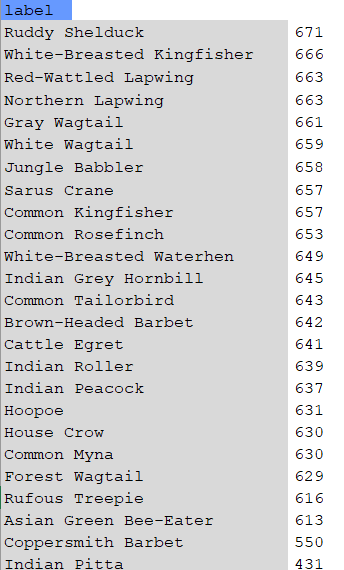 label
Ruddy Shelduck 671
White-Breasted Kingfisher 666
Red-Wattled Lapwing 663
Northern Lapwing 663
Gray Wagtail 661
White Wagtail 659
Jungle Babbler 658
Sarus Crane 657
Common Kingfisher 657
Common Rosefinch 653
White-Breasted Waterhen 649
Indian Grey Hornbill 645
Common Tailorbird 643
Brown-Headed Barbet 642
Cattle Egret 641
Indian Roller 639
Indian Peacock 637
Hoopoe 631
House Crow 630
Common Myna 630
Forest Wagtail 629
Rufous Treepie 616
Asian Green Bee-Eater 613
Coppersmith Barbet 550
Indian Pitta 431